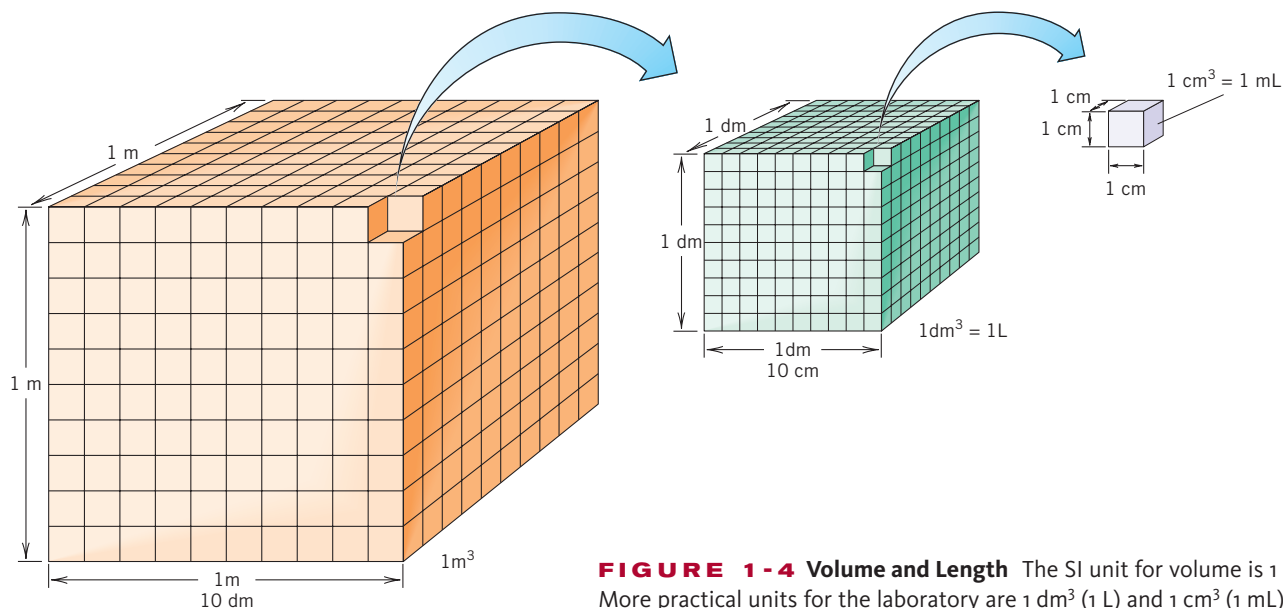 1 m
1 m
1m³
1m
10 dm
1 dm
1 dm
1dm³ = 1L
1dm
10 cm
1 cm
1 cm
1 cm
1 cm³ = 1 mL
FIGURE 1-4 Volume and Length The SI unit for volume is 1
More practical units for the laboratory are 1 dm³ (1 L) and 1 cm³ (1 mL)